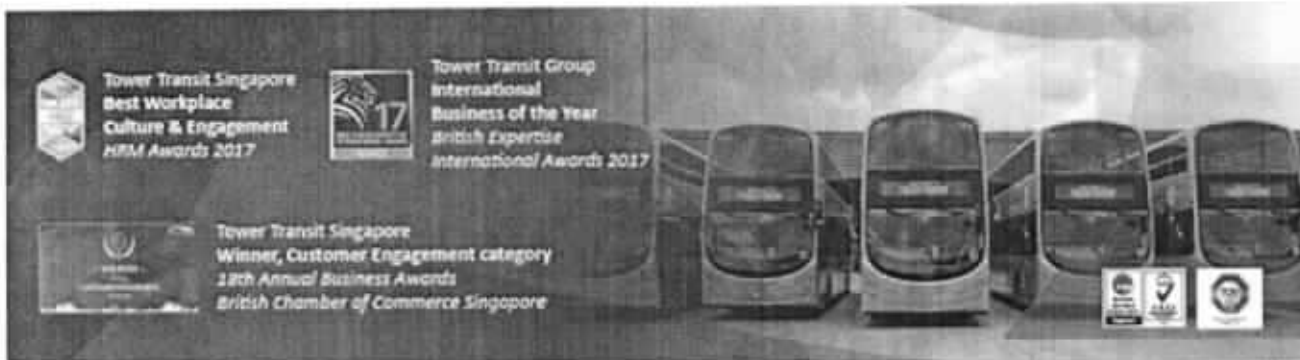 Tower Transit Singapore
Best Workplace
Culture & Engagement
HRM Awards 2017
17
Tower Transit Group
International
Business of the Year
British Expertise
International Awards 2017
Tower Transit Singapore
Winner, Customer Engagement category
18th Annual Business Awards
British Chamber of Commerce Singapore